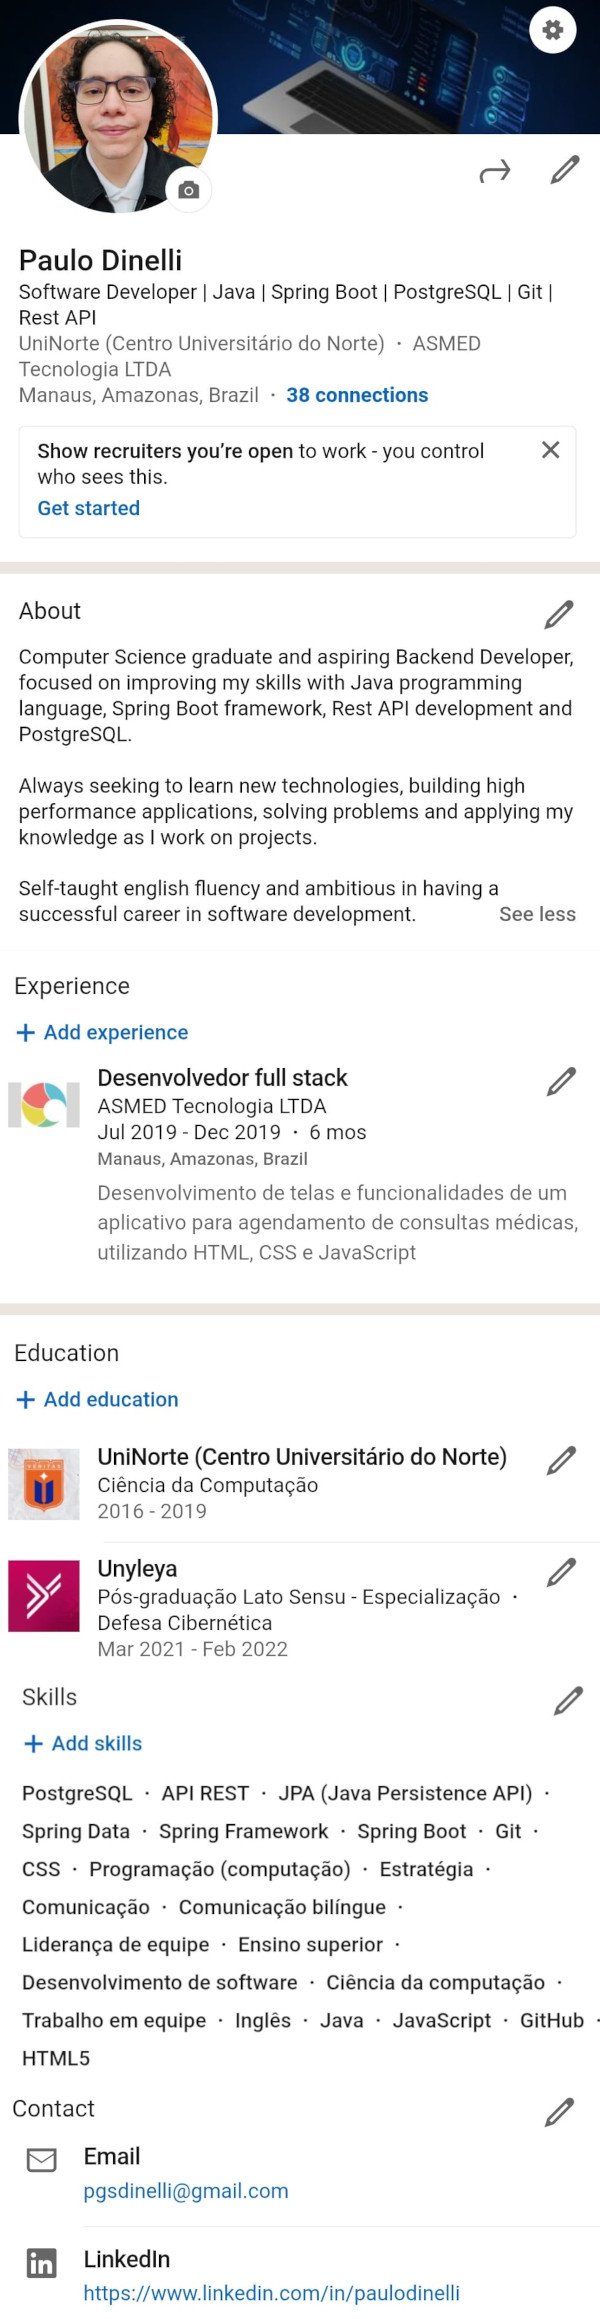 Paulo Dinelli
Software Developer | Java | Spring Boot | PostgreSQL | Git |
Rest API
UniNorte (Centro Universitário do Norte) · ASMED
Tecnologia LTDA
Manaus, Amazonas, Brazil · 38 connections
Show recruiters you're open to work - you control
who sees this.
Get started
About
Computer Science graduate and aspiring Backend Developer,
focused on improving my skills with Java programming
language, Spring Boot framework, Rest API development and
PostgreSQL.
Always seeking to learn new technologies, building high
performance applications, solving problems and applying my
knowledge as I work on projects.
Self-taught english fluency and ambitious in having a
successful career in software development. See less
Experience
+ Add experience
Desenvolvedor full stack
ASMED Tecnologia LTDA
Jul 2019 - Dec 2019 · 6 mos
Manaus, Amazonas, Brazil
Desenvolvimento de telas e funcionalidades de um
aplicativo para agendamento de consultas médicas,
utilizando HTML, CSS e JavaScript
Education
+ Add education
UniNorte (Centro Universitário do Norte)
Ciência da Computação
2016 - 2019
Unyleya
Pós-graduação Lato Sensu - Especialização ·
Defesa Cibernética
Mar 2021 - Feb 2022
Skills
+ Add skills
PostgreSQL · API REST · JPA (Java Persistence API) ·
Spring Data · Spring Framework · Spring Boot · Git ·
CSS · Programação (computação) · Estratégia ·
Comunicação · Comunicação bilíngue ·
Liderança de equipe · Ensino superior ·
Desenvolvimento de software · Ciência da computação ·
Trabalho em equipe · Inglês · Java · JavaScript · GitHub ·
HTML5
Contact
Email
pgsdinelli@gmail.com
in
LinkedIn
https://www.linkedin.com/in/paulodinelli